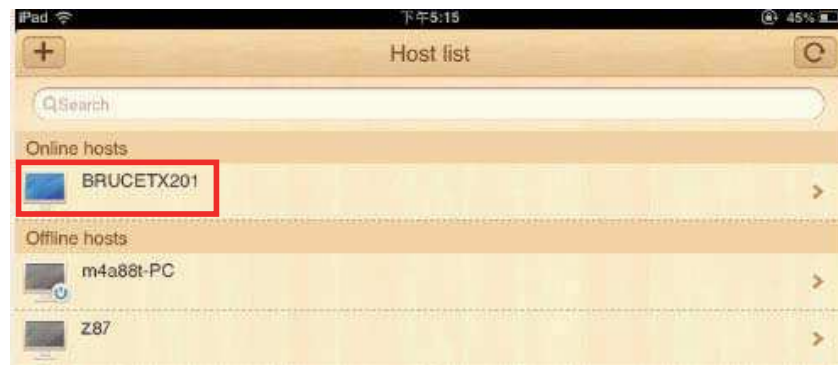 iPad 下午5:15 45%
Host list
Search
Online hosts
BRUCETX201
Offline hosts
m4a88t-PC
Z87